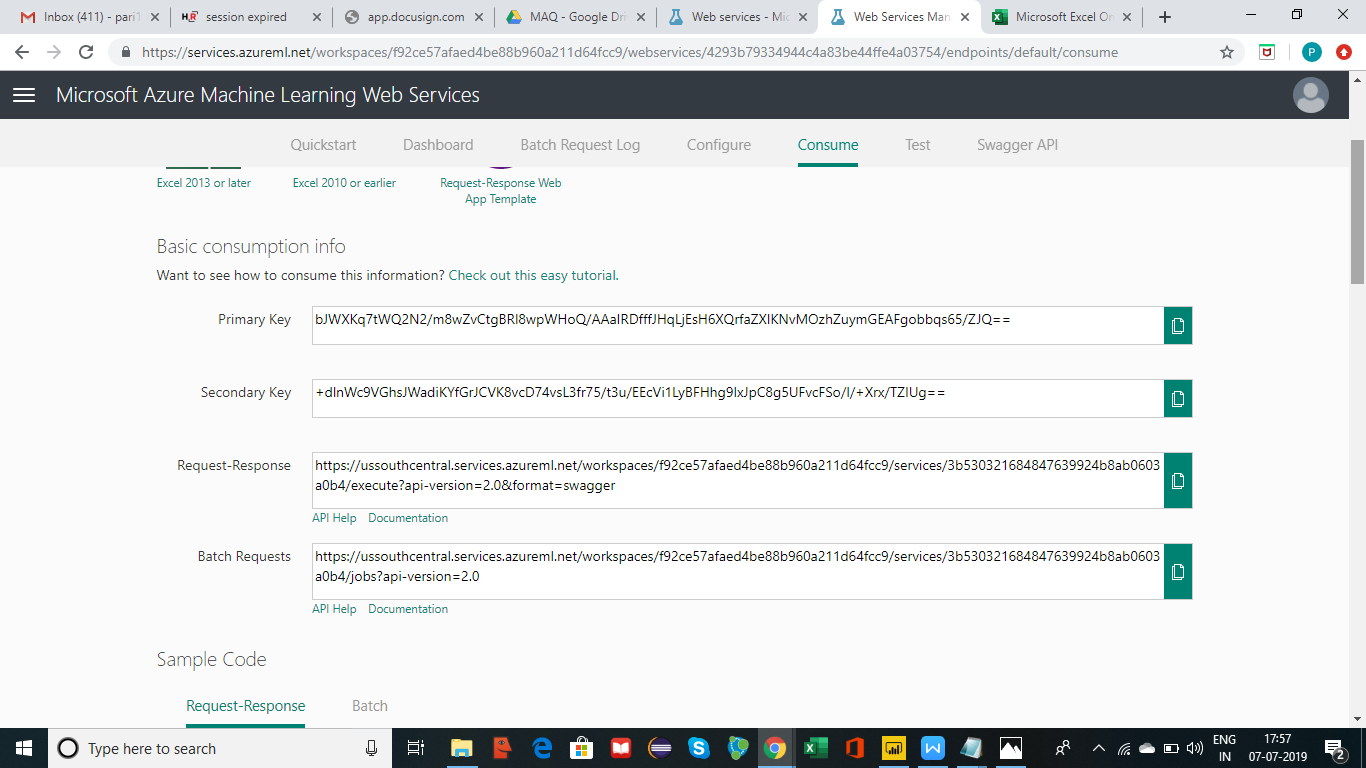 Inbox (411) - pari1
session expired
app.docusign.com
MAQ - Google Dri
Web services - Mic
Web Services Man
Microsoft Excel On
https://services.azureml.net/workspaces/f92ce57afaed4be88b960a211d64fcc9/webservices/4293b79334944c4a83be44ffe4a03754/endpoints/default/consume
P
Microsoft Azure Machine Learning Web Services
Quickstart Dashboard Batch Request Log Configure Consume Test Swagger API
Excel 2013 or later
Excel 2010 or earlier
Request-Response Web
App Template
Basic consumption info
Want to see how to consume this information? Check out this easy tutorial.
Primary Key
bJWXKq7tWQ2N2/m8wZvCtgBRI8wpWHoQ/AAaIRDfffJHqLjEsH6XQrfaZXIKNvMOzhZuymGEAFgobbqs65/ZJQ==
Secondary Key
+dInWc9VGhsJWadiKYfGrJCVK8vcD74vsL3fr75/t3u/EEcVi1LyBFHhg9IxJpC8g5UFvcFSo/I/+Xrx/TZIUg==
Request-Response
https://ussouthcentral.services.azureml.net/workspaces/f92ce57afaed4be88b960a211d64fcc9/services/3b530321684847639924b8ab0603
a0b4/execute?api-version=2.0&format=swagger
API Help Documentation
Batch Requests
https://ussouthcentral.services.azureml.net/workspaces/f92ce57afaed4be88b960a211d64fcc9/services/3b530321684847639924b8ab0603
a0b4/jobs?api-version=2.0
API Help Documentation
Sample Code
Request-Response Batch
Type here to search
ENG
IN
17:57
07-07-2019
2